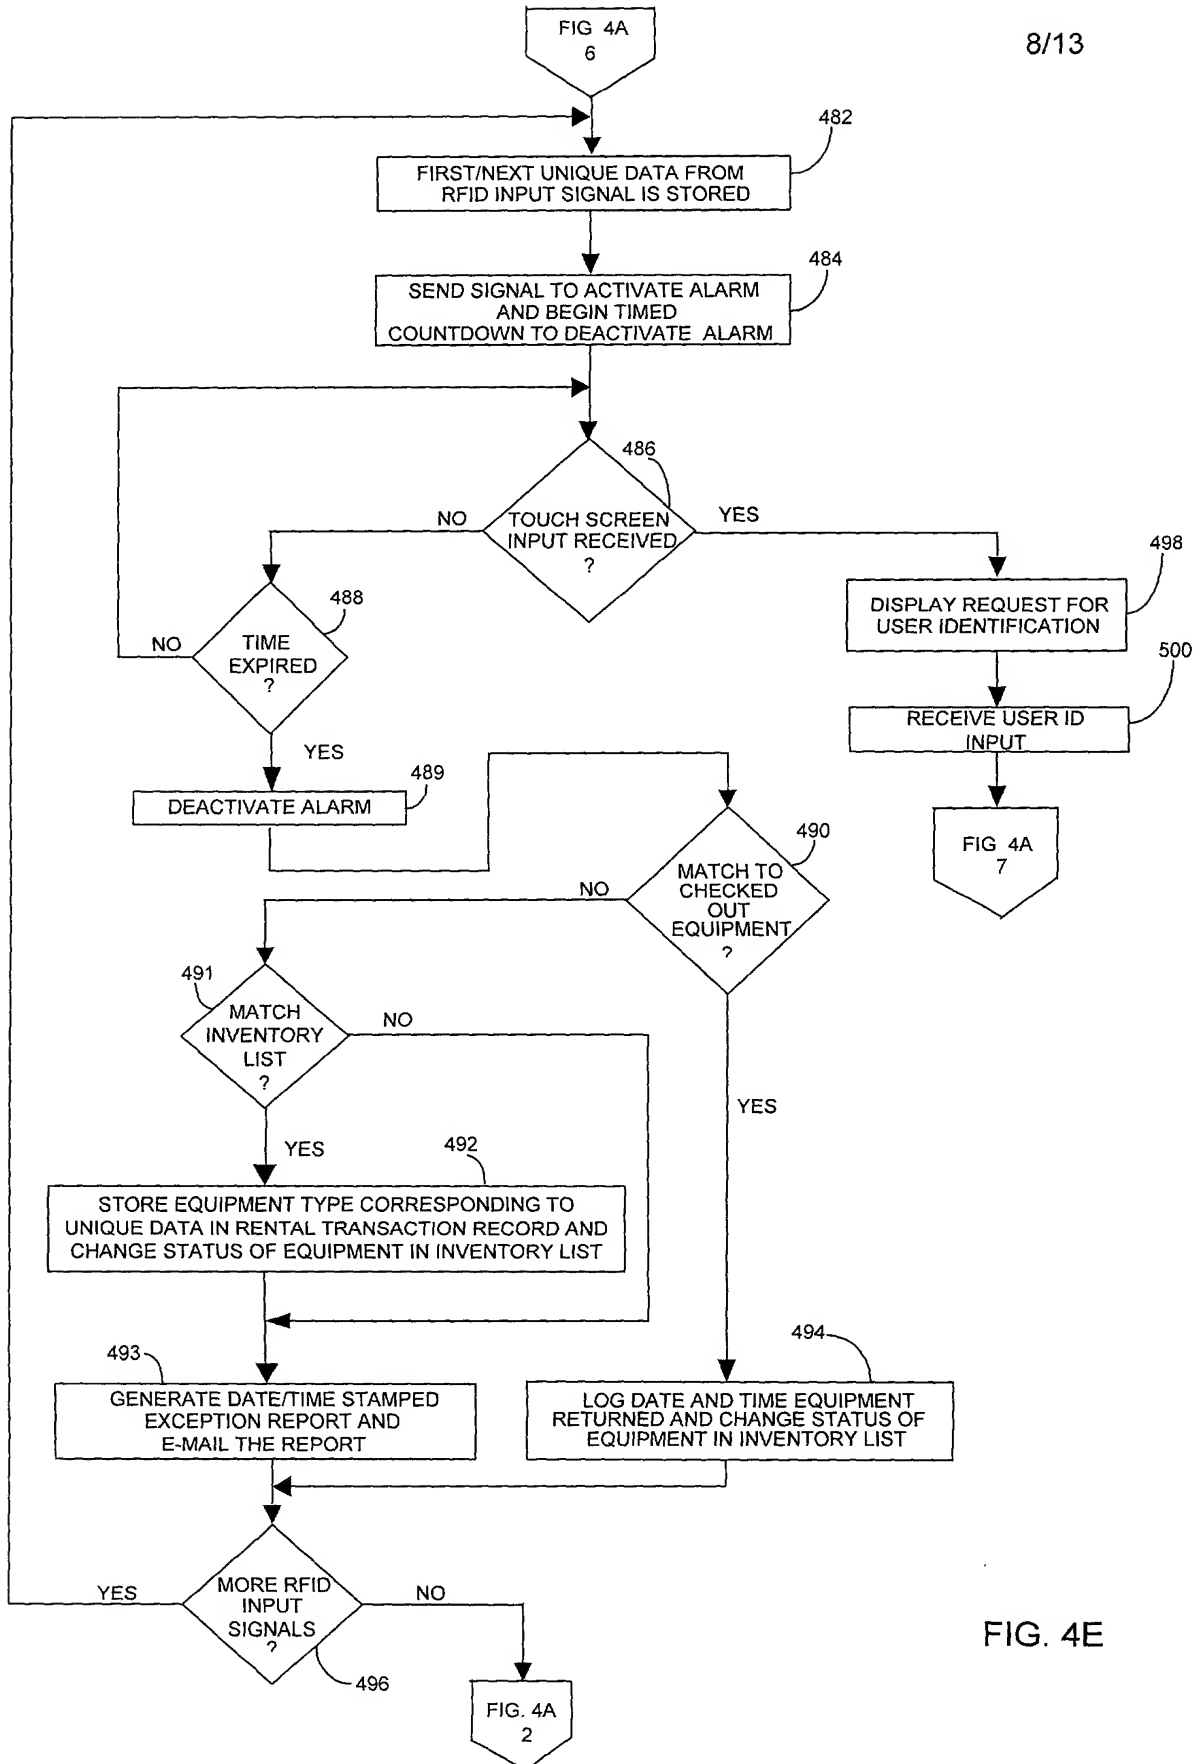 FIG 4A
6
8/13
482
FIRST/NEXT UNIQUE DATA FROM
RFID INPUT SIGNAL IS STORED
484
SEND SIGNAL TO ACTIVATE ALARM
AND BEGIN TIMED
COUNTDOWN TO DEACTIVATE ALARM
486
NO
TOUCH SCREEN
INPUT RECEIVED
?
YES
498
DISPLAY REQUEST FOR
USER IDENTIFICATION
488
NO
TIME
EXPIRED
?
YES
500
RECEIVE USER ID
INPUT
489
DEACTIVATE ALARM
FIG 4A
7
490
MATCH TO
CHECKED
OUT
EQUIPMENT
?
NO
YES
491
MATCH
INVENTORY
LIST
?
NO
YES
492
STORE EQUIPMENT TYPE CORRESPONDING TO
UNIQUE DATA IN RENTAL TRANSACTION RECORD AND
CHANGE STATUS OF EQUIPMENT IN INVENTORY LIST
493
GENERATE DATE/TIME STAMPED
EXCEPTION REPORT AND
E-MAIL THE REPORT
494
LOG DATE AND TIME EQUIPMENT
RETURNED AND CHANGE STATUS OF
EQUIPMENT IN INVENTORY LIST
YES
MORE RFID
INPUT
SIGNALS
?
NO
496
FIG. 4A
2
FIG. 4E